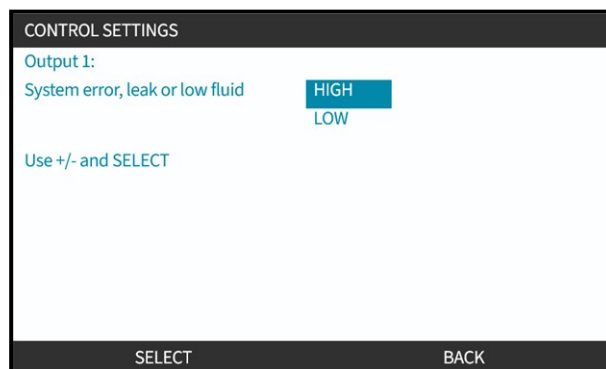 CONTROL SETTINGS
Output 1:
System error, leak or low fluid HIGH
LOW
Use +/- and SELECT
SELECT BACK